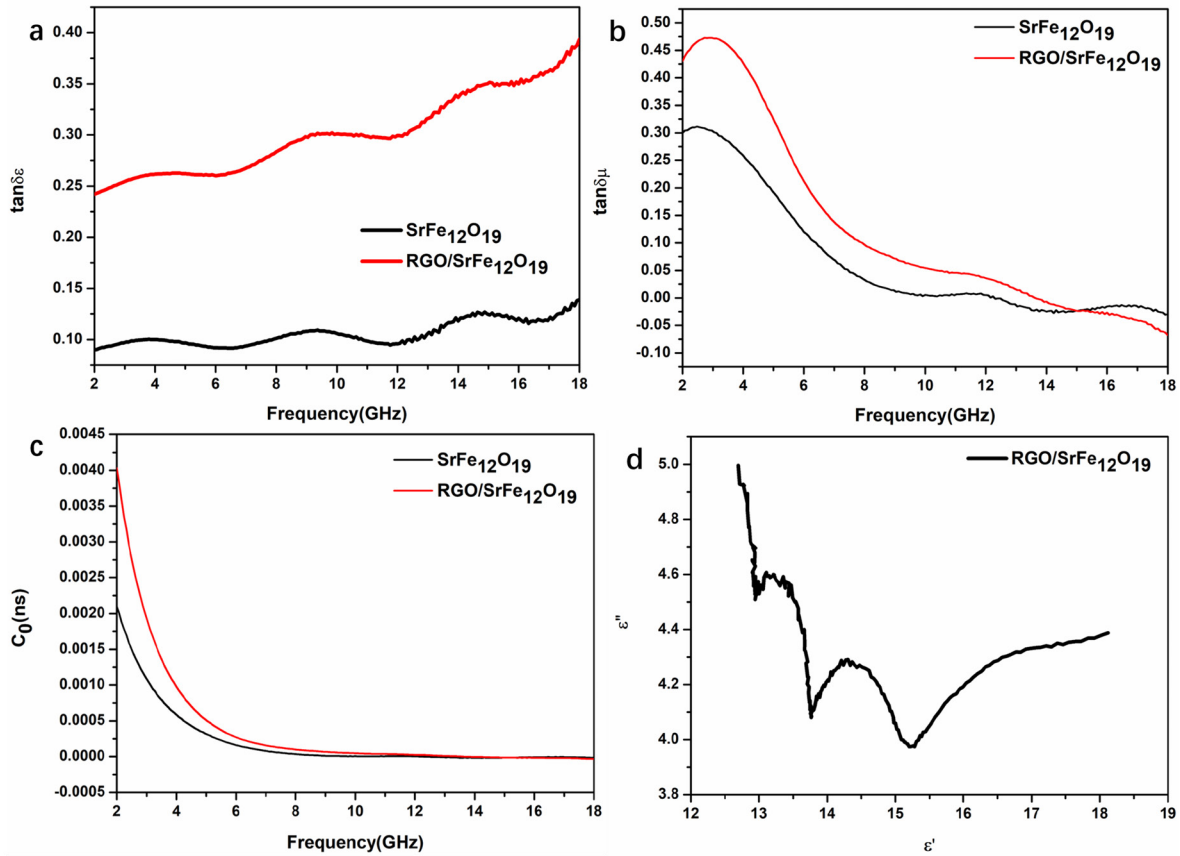 a
tanδε
0.40
0.35
0.30
0.25
0.20
0.15
0.10
SrFe12O19
RGO/SrFe12O19
2 4 6 8 10 12 14 16 18
Frequency(GHz)
b
tanδμ
0.50
0.45
0.40
0.35
0.30
0.25
0.20
0.15
0.10
0.05
0.00
-0.05
-0.10
SrFe12O19
RGO/SrFe12O19
2 4 6 8 10 12 14 16 18
Frequency(GHz)
c
C0(ns)
0.0045
0.0040
0.0035
0.0030
0.0025
0.0020
0.0015
0.0010
0.0005
0.0000
-0.0005
SrFe12O19
RGO/SrFe12O19
2 4 6 8 10 12 14 16 18
Frequency(GHz)
d
ε"
5.0
4.8
4.6
4.4
4.2
4.0
3.8
RGO/SrFe12O19
12 13 14 15 16 17 18 19
ε'